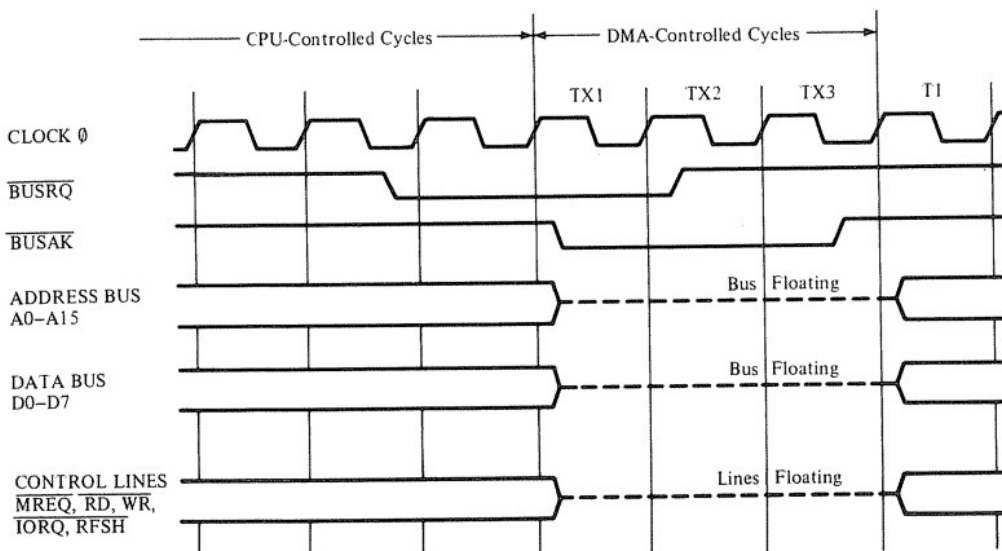 CPU-Controlled Cycles
DMA-Controlled Cycles
TX1 TX2 TX3 T1
CLOCK ∅
BUSRQ
BUSAK
ADDRESS BUS
A0–A15
Bus Floating
DATA BUS
D0–D7
Bus Floating
CONTROL LINES
MREQ, RD, WR,
IORQ, RFSH
Lines Floating